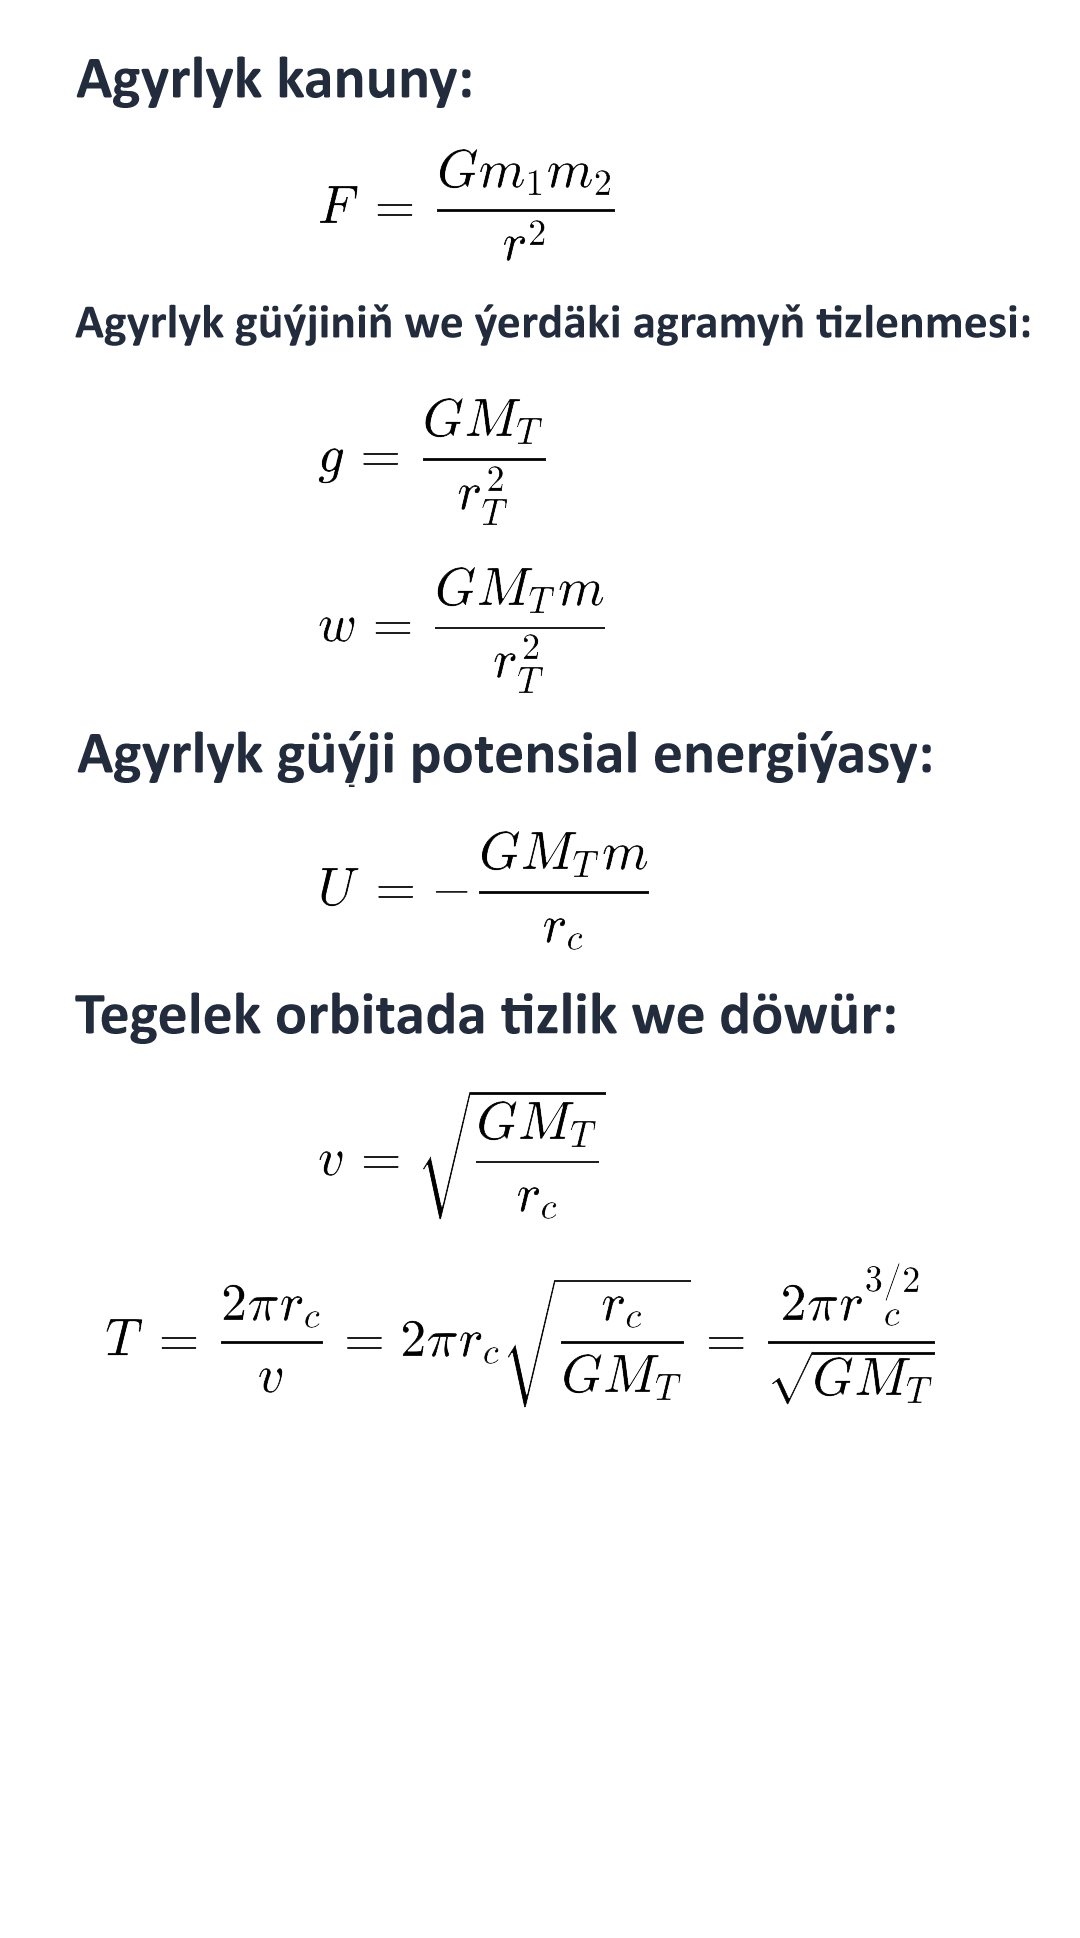 Agyrlyk kanuny:
F = \frac{Gm_1m_2}{r^2}
Agyrlyk güýjiniň we ýerdäki agramyň tizlenmesi:
g = \frac{GM_T}{r_T^2}
w = \frac{GM_Tm}{r_T^2}
Agyrlyk güýji potensial energiýasy:
U = -\frac{GM_Tm}{r_c}
Tegelek orbitada tizlik we döwür:
v = \sqrt{\frac{GM_T}{r_c}}
T = \frac{2\pi r_c}{v} = 2\pi r_c\sqrt{\frac{r_c}{GM_T}} = \frac{2\pi r_c^{3/2}}{\sqrt{GM_T}}